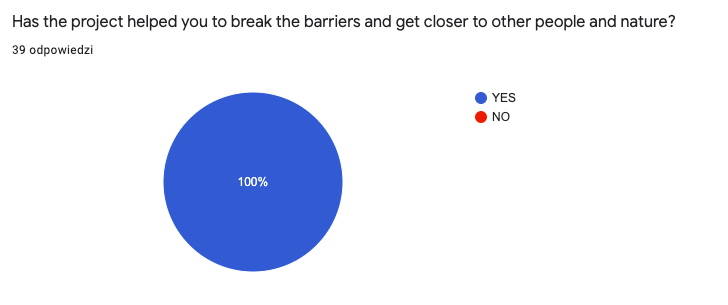 Has the project helped you to break the barriers and get closer to other people and nature?
39 odpowiedzi
YES
NO
100%